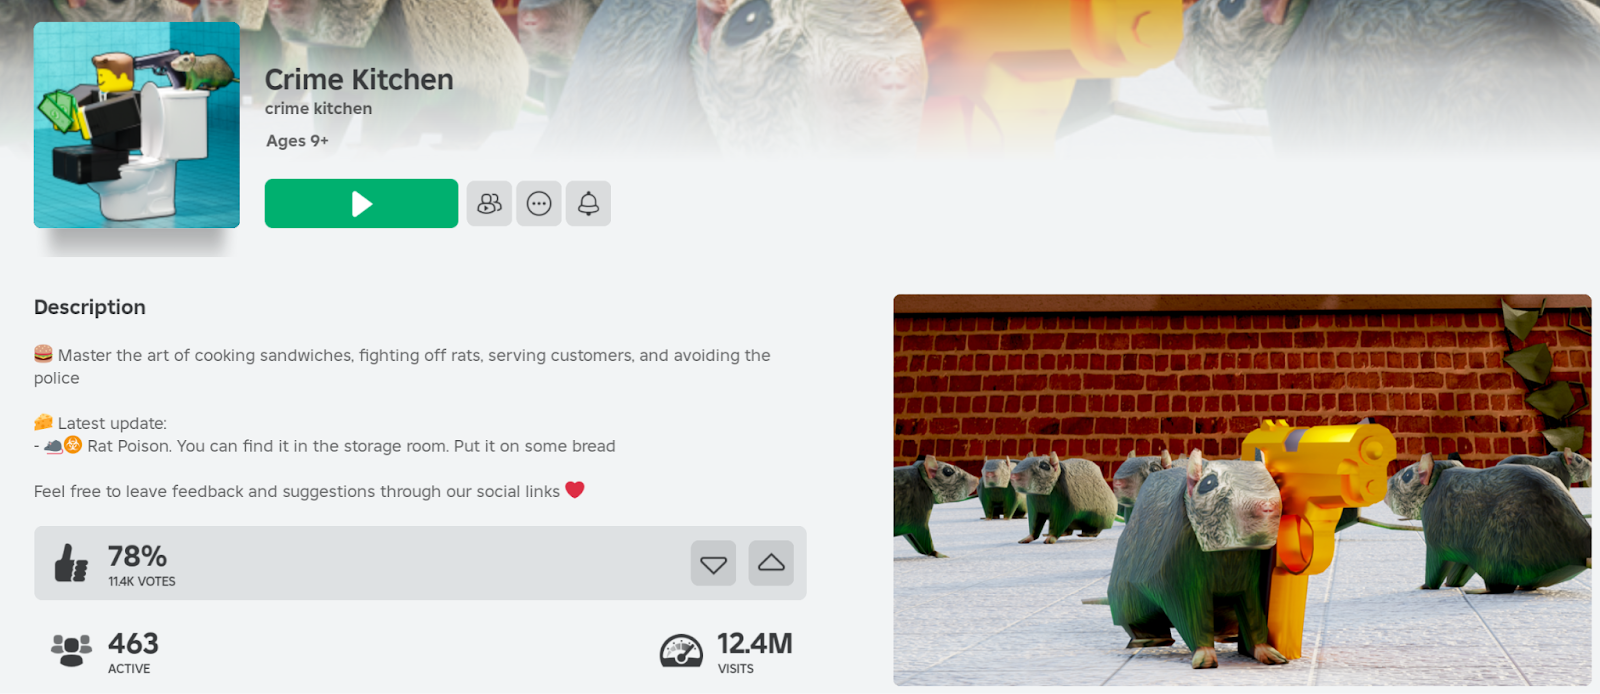 Crime Kitchen
crime kitchen
Ages 9+
Description
🍔 Master the art of cooking sandwiches, fighting off rats, serving customers, and avoiding the
police
🧀 Latest update:
- 🐀☣️ Rat Poison. You can find it in the storage room. Put it on some bread
Feel free to leave feedback and suggestions through our social links ❤️
78%
11.4K VOTES
463
ACTIVE
12.4M
VISITS